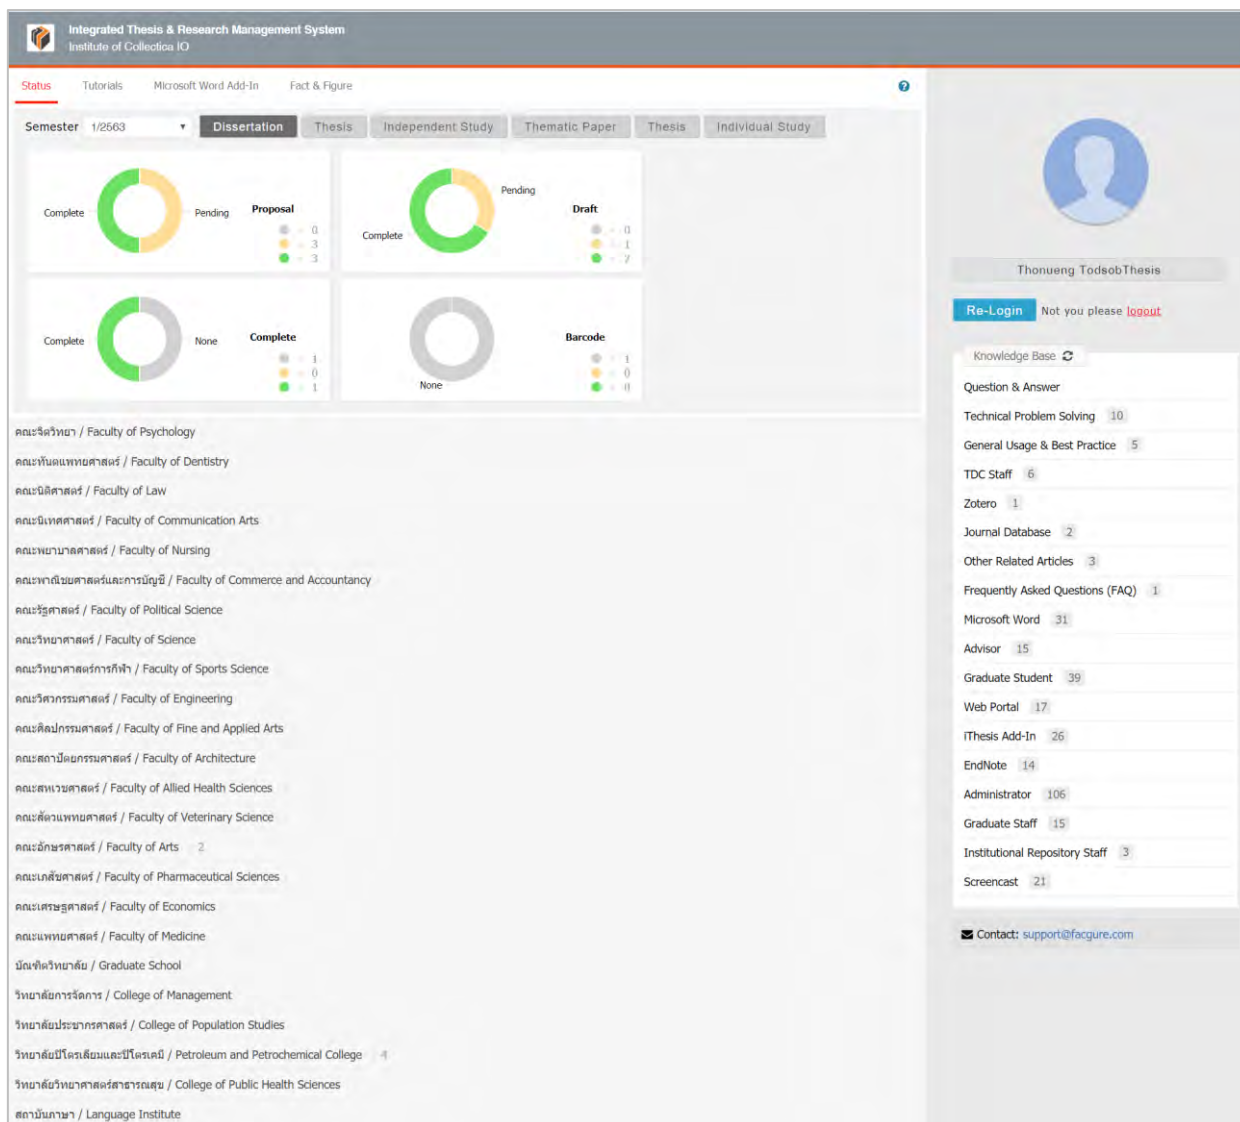 Integrated Thesis & Research Management System
Institute of Collectica IO
Status Tutorials Microsoft Word Add-In Fact & Figure
Semester 1/2563 Dissertation Thesis Independent Study Thematic Paper Thesis Individual Study
Complete Pending Proposal
0
3
3
Complete Pending Draft
0
1
2
Complete None Complete
1
0
1
None Barcode
1
0
0
คณะจิตวิทยา / Faculty of Psychology
คณะทันตแพทยศาสตร์ / Faculty of Dentistry
คณะนิติศาสตร์ / Faculty of Law
คณะนิเทศศาสตร์ / Faculty of Communication Arts
คณะพยาบาลศาสตร์ / Faculty of Nursing
คณะพาณิชยศาสตร์และการบัญชี / Faculty of Commerce and Accountancy
คณะรัฐศาสตร์ / Faculty of Political Science
คณะวิทยาศาสตร์ / Faculty of Science
คณะวิทยาศาสตร์การกีฬา / Faculty of Sports Science
คณะวิศวกรรมศาสตร์ / Faculty of Engineering
คณะศิลปกรรมศาสตร์ / Faculty of Fine and Applied Arts
คณะสถาปัตยกรรมศาสตร์ / Faculty of Architecture
คณะสหเวชศาสตร์ / Faculty of Allied Health Sciences
คณะสัตวแพทยศาสตร์ / Faculty of Veterinary Science
คณะอักษรศาสตร์ / Faculty of Arts 2
คณะเภสัชศาสตร์ / Faculty of Pharmaceutical Sciences
คณะเศรษฐศาสตร์ / Faculty of Economics
คณะแพทยศาสตร์ / Faculty of Medicine
บัณฑิตวิทยาลัย / Graduate School
วิทยาลัยการจัดการ / College of Management
วิทยาลัยประชากรศาสตร์ / College of Population Studies
วิทยาลัยปิโตรเลียมและปิโตรเคมี / Petroleum and Petrochemical College 4
วิทยาลัยวิทยาศาสตร์สาธารณสุข / College of Public Health Sciences
สถาบันภาษา / Language Institute
Thonueng TodsobThesis
Re-Login Not you please logout
Knowledge Base
Question & Answer
Technical Problem Solving 10
General Usage & Best Practice 5
TDC Staff 6
Zotero 1
Journal Database 2
Other Related Articles 3
Frequently Asked Questions (FAQ) 1
Microsoft Word 31
Advisor 15
Graduate Student 39
Web Portal 17
iThesis Add-In 26
EndNote 14
Administrator 106
Graduate Staff 15
Institutional Repository Staff 3
Screencast 21
Contact: support@facgure.com